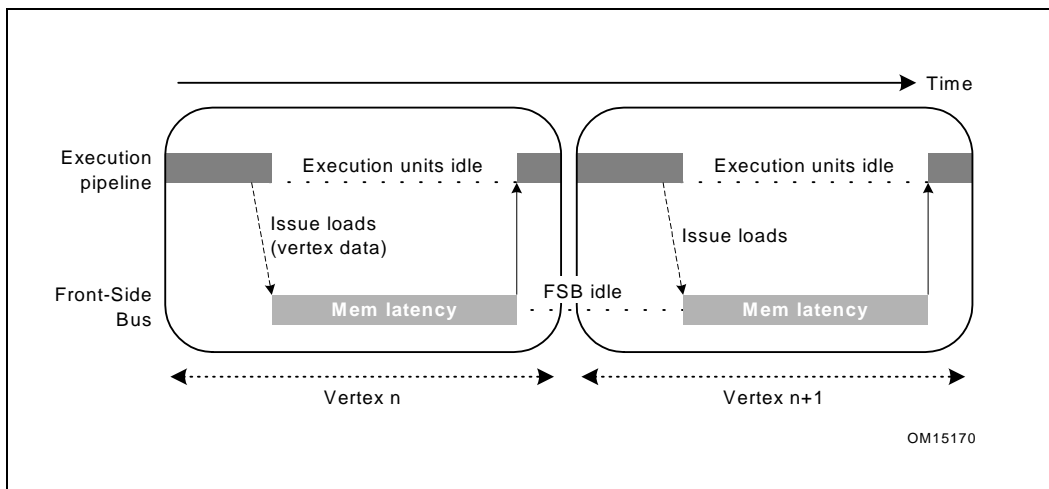 Time
Execution
pipeline
Execution units idle
Execution units idle
Issue loads
(vertex data)
Issue loads
Front-Side
Bus
Mem latency
FSB idle
Mem latency
Vertex n
Vertex n+1
OM15170